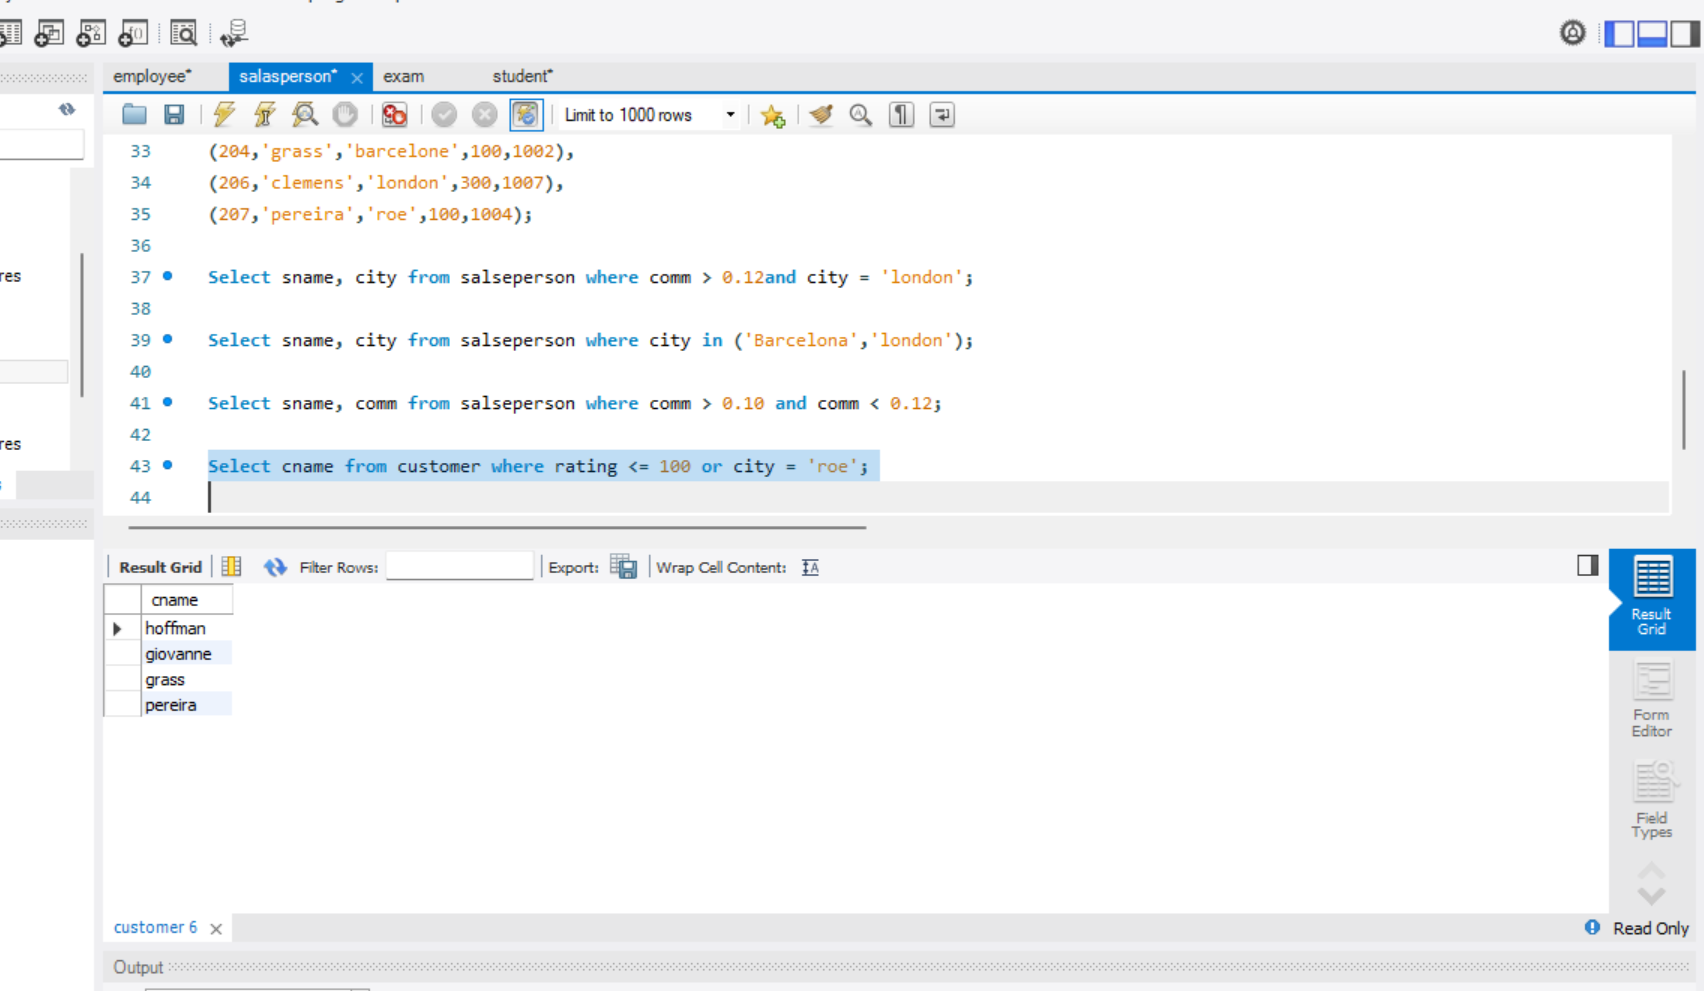 employee* salasperson* exam student*
Limit to 1000 rows
33 (204,'grass','barcelone',100,1002),
34 (206,'clemens','london',300,1007),
35 (207,'pereira','roe',100,1004);
36
res
37 Select sname, city from salseperson where comm > 0.12and city = 'london';
38
39 Select sname, city from salseperson where city in ('Barcelona','london');
40
41 Select sname, comm from salseperson where comm > 0.10 and comm < 0.12;
42
res
43 Select cname from customer where rating <= 100 or city = 'roe';
44
Result Grid Filter Rows: Export: Wrap Cell Content:
cname
hoffman
giovanne
grass
pereira
Result
Grid
Form
Editor
Field
Types
customer 6
Read Only
Output